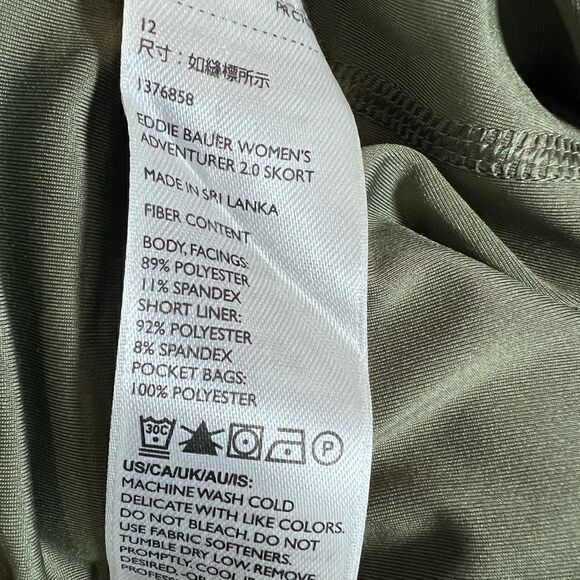 12
尺寸：如縫標所示
1376858
EDDIE BAUER WOMEN'S
ADVENTURER 2.0 SKORT
MADE IN SRI LANKA
FIBER CONTENT
BODY, FACINGS:
89% POLYESTER
11% SPANDEX
SHORT LINER:
92% POLYESTER
8% SPANDEX
POCKET BAGS:
100% POLYESTER
30C P
US/CA/UK/AU/IS:
MACHINE WASH COLD
DELICATE WITH LIKE COLORS.
DO NOT BLEACH. DO NOT
USE FABRIC SOFTENERS.
TUMBLE DRY LOW. REMOVE
PROMPTLY. COOL
DESIRED. -OR-